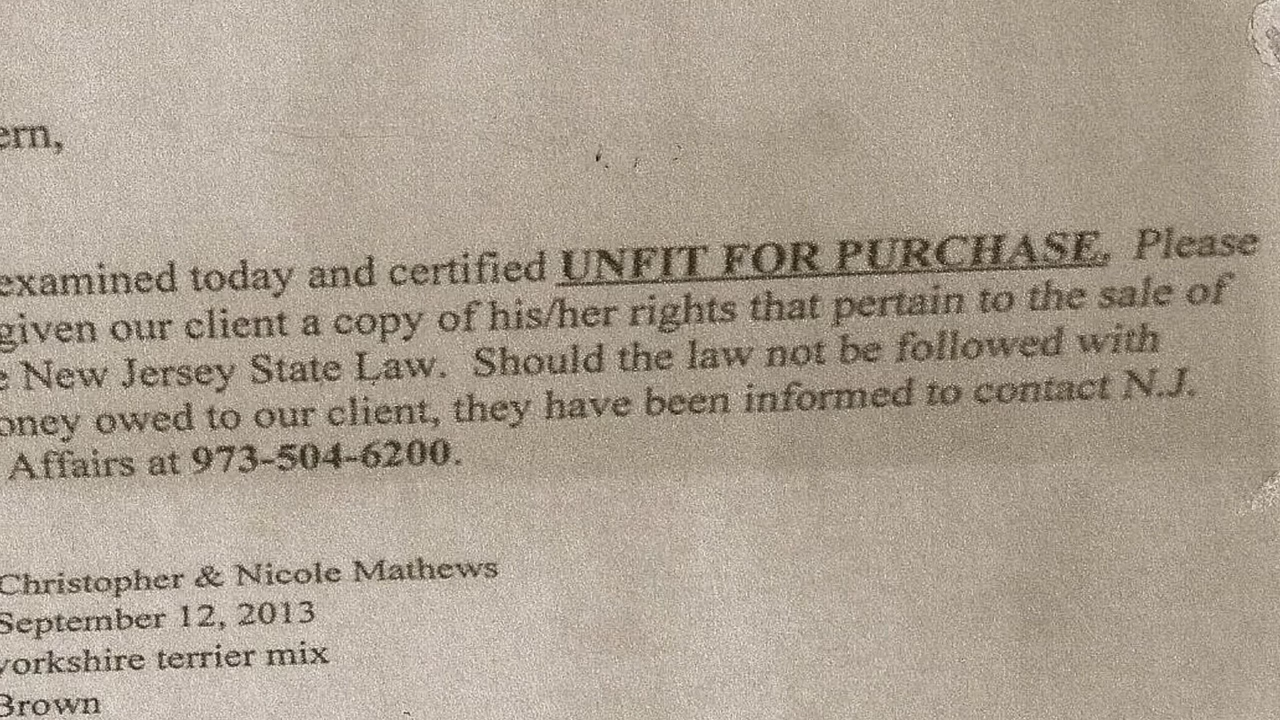 ern,
examined today and certified UNFIT FOR PURCHASE. Please
given our client a copy of his/her rights that pertain to the sale of
e New Jersey State Law. Should the law not be followed with
oney owed to our client, they have been informed to contact N.J.
Affairs at 973-504-6200.
Christopher & Nicole Mathews
September 12, 2013
yorkshire terrier mix
Brown